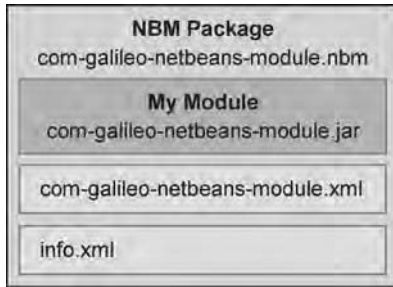 NBM Package
com-galileo-netbeans-module.nbm
My Module
com-galileo-netbeans-module.jar
com-galileo-netbeans-module.xml
info.xml